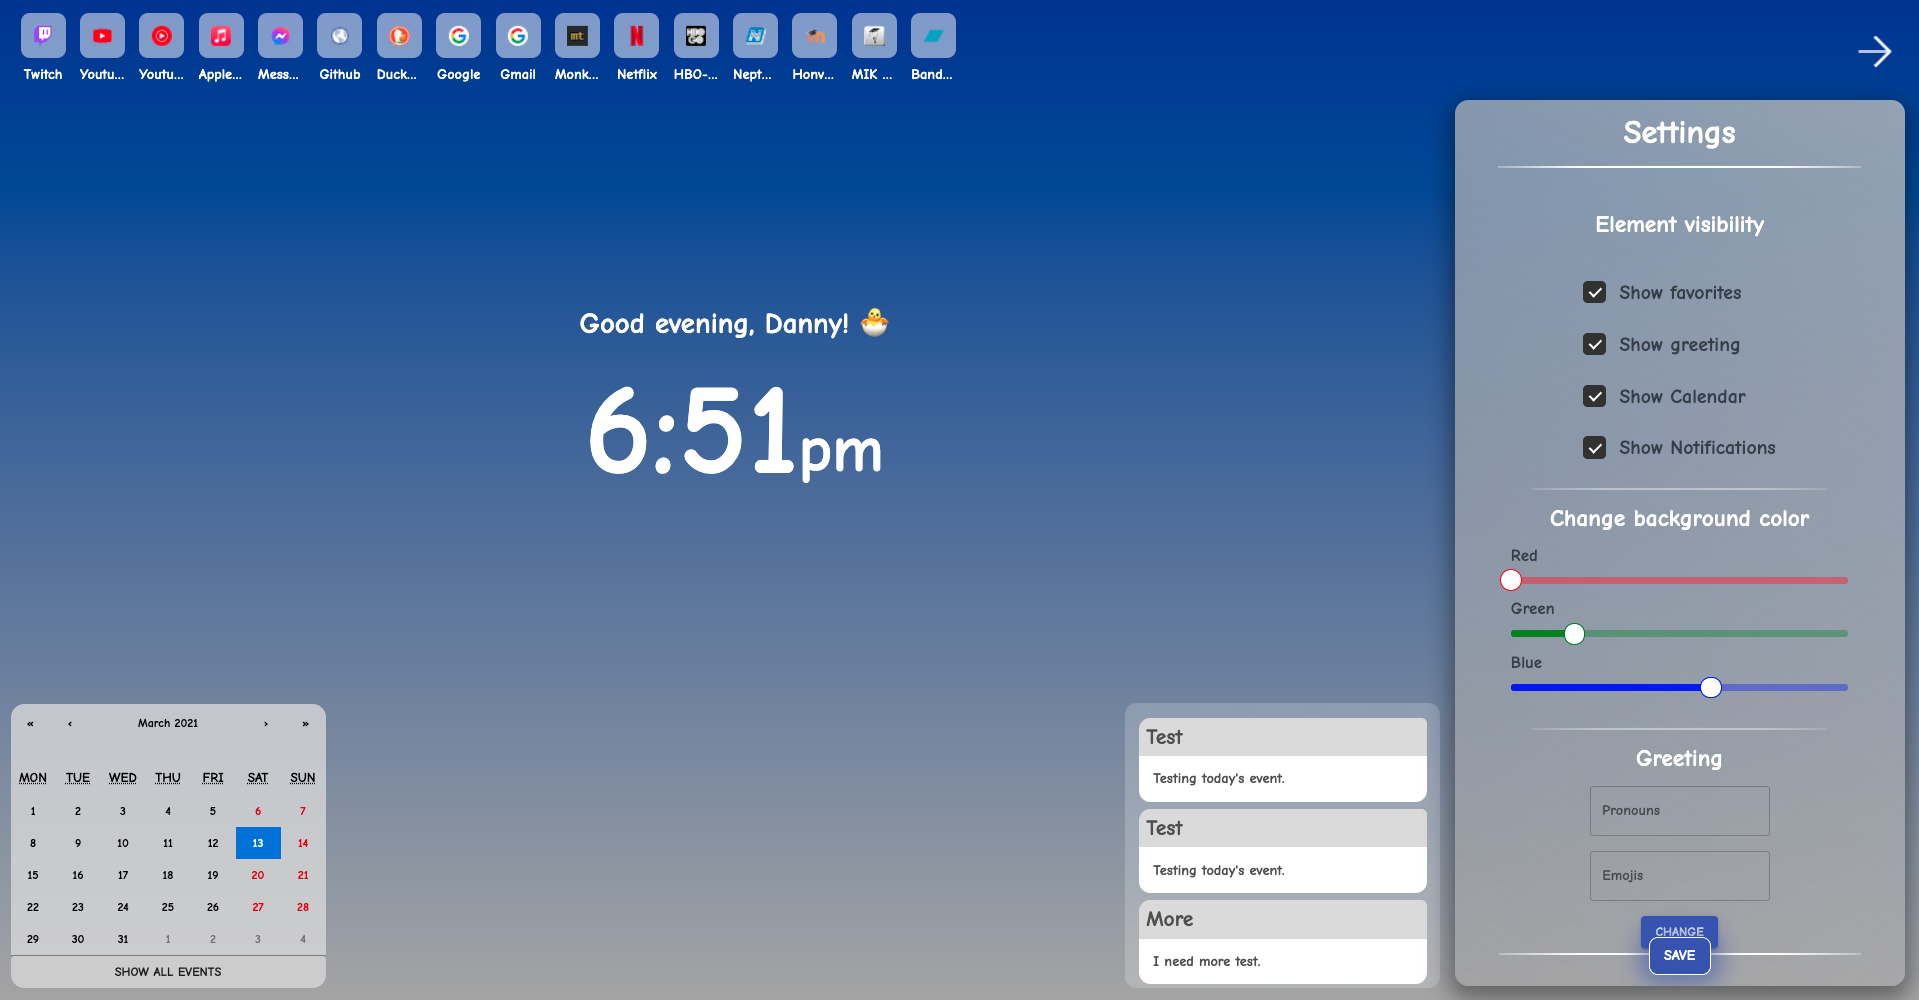 Twitch Youtu... Youtu... Apple... Mess... Github Duck... Google Gmail Monk... Netflix HBO-... Nept... Honv... MIK ... Band...
mt
HBO
GO
Good evening, Danny! 🐣
6:51pm
« ‹ March 2021 › »
MON TUE WED THU FRI SAT SUN
1 2 3 4 5 6 7
8 9 10 11 12 13 14
15 16 17 18 19 20 21
22 23 24 25 26 27 28
29 30 31 1 2 3 4
SHOW ALL EVENTS
Test
Testing today's event.
Test
Testing today's event.
More
I need more test.
Settings
Element visibility
Show favorites
Show greeting
Show Calendar
Show Notifications
Change background color
Red
Green
Blue
Greeting
Pronouns
Emojis
CHANGE
SAVE